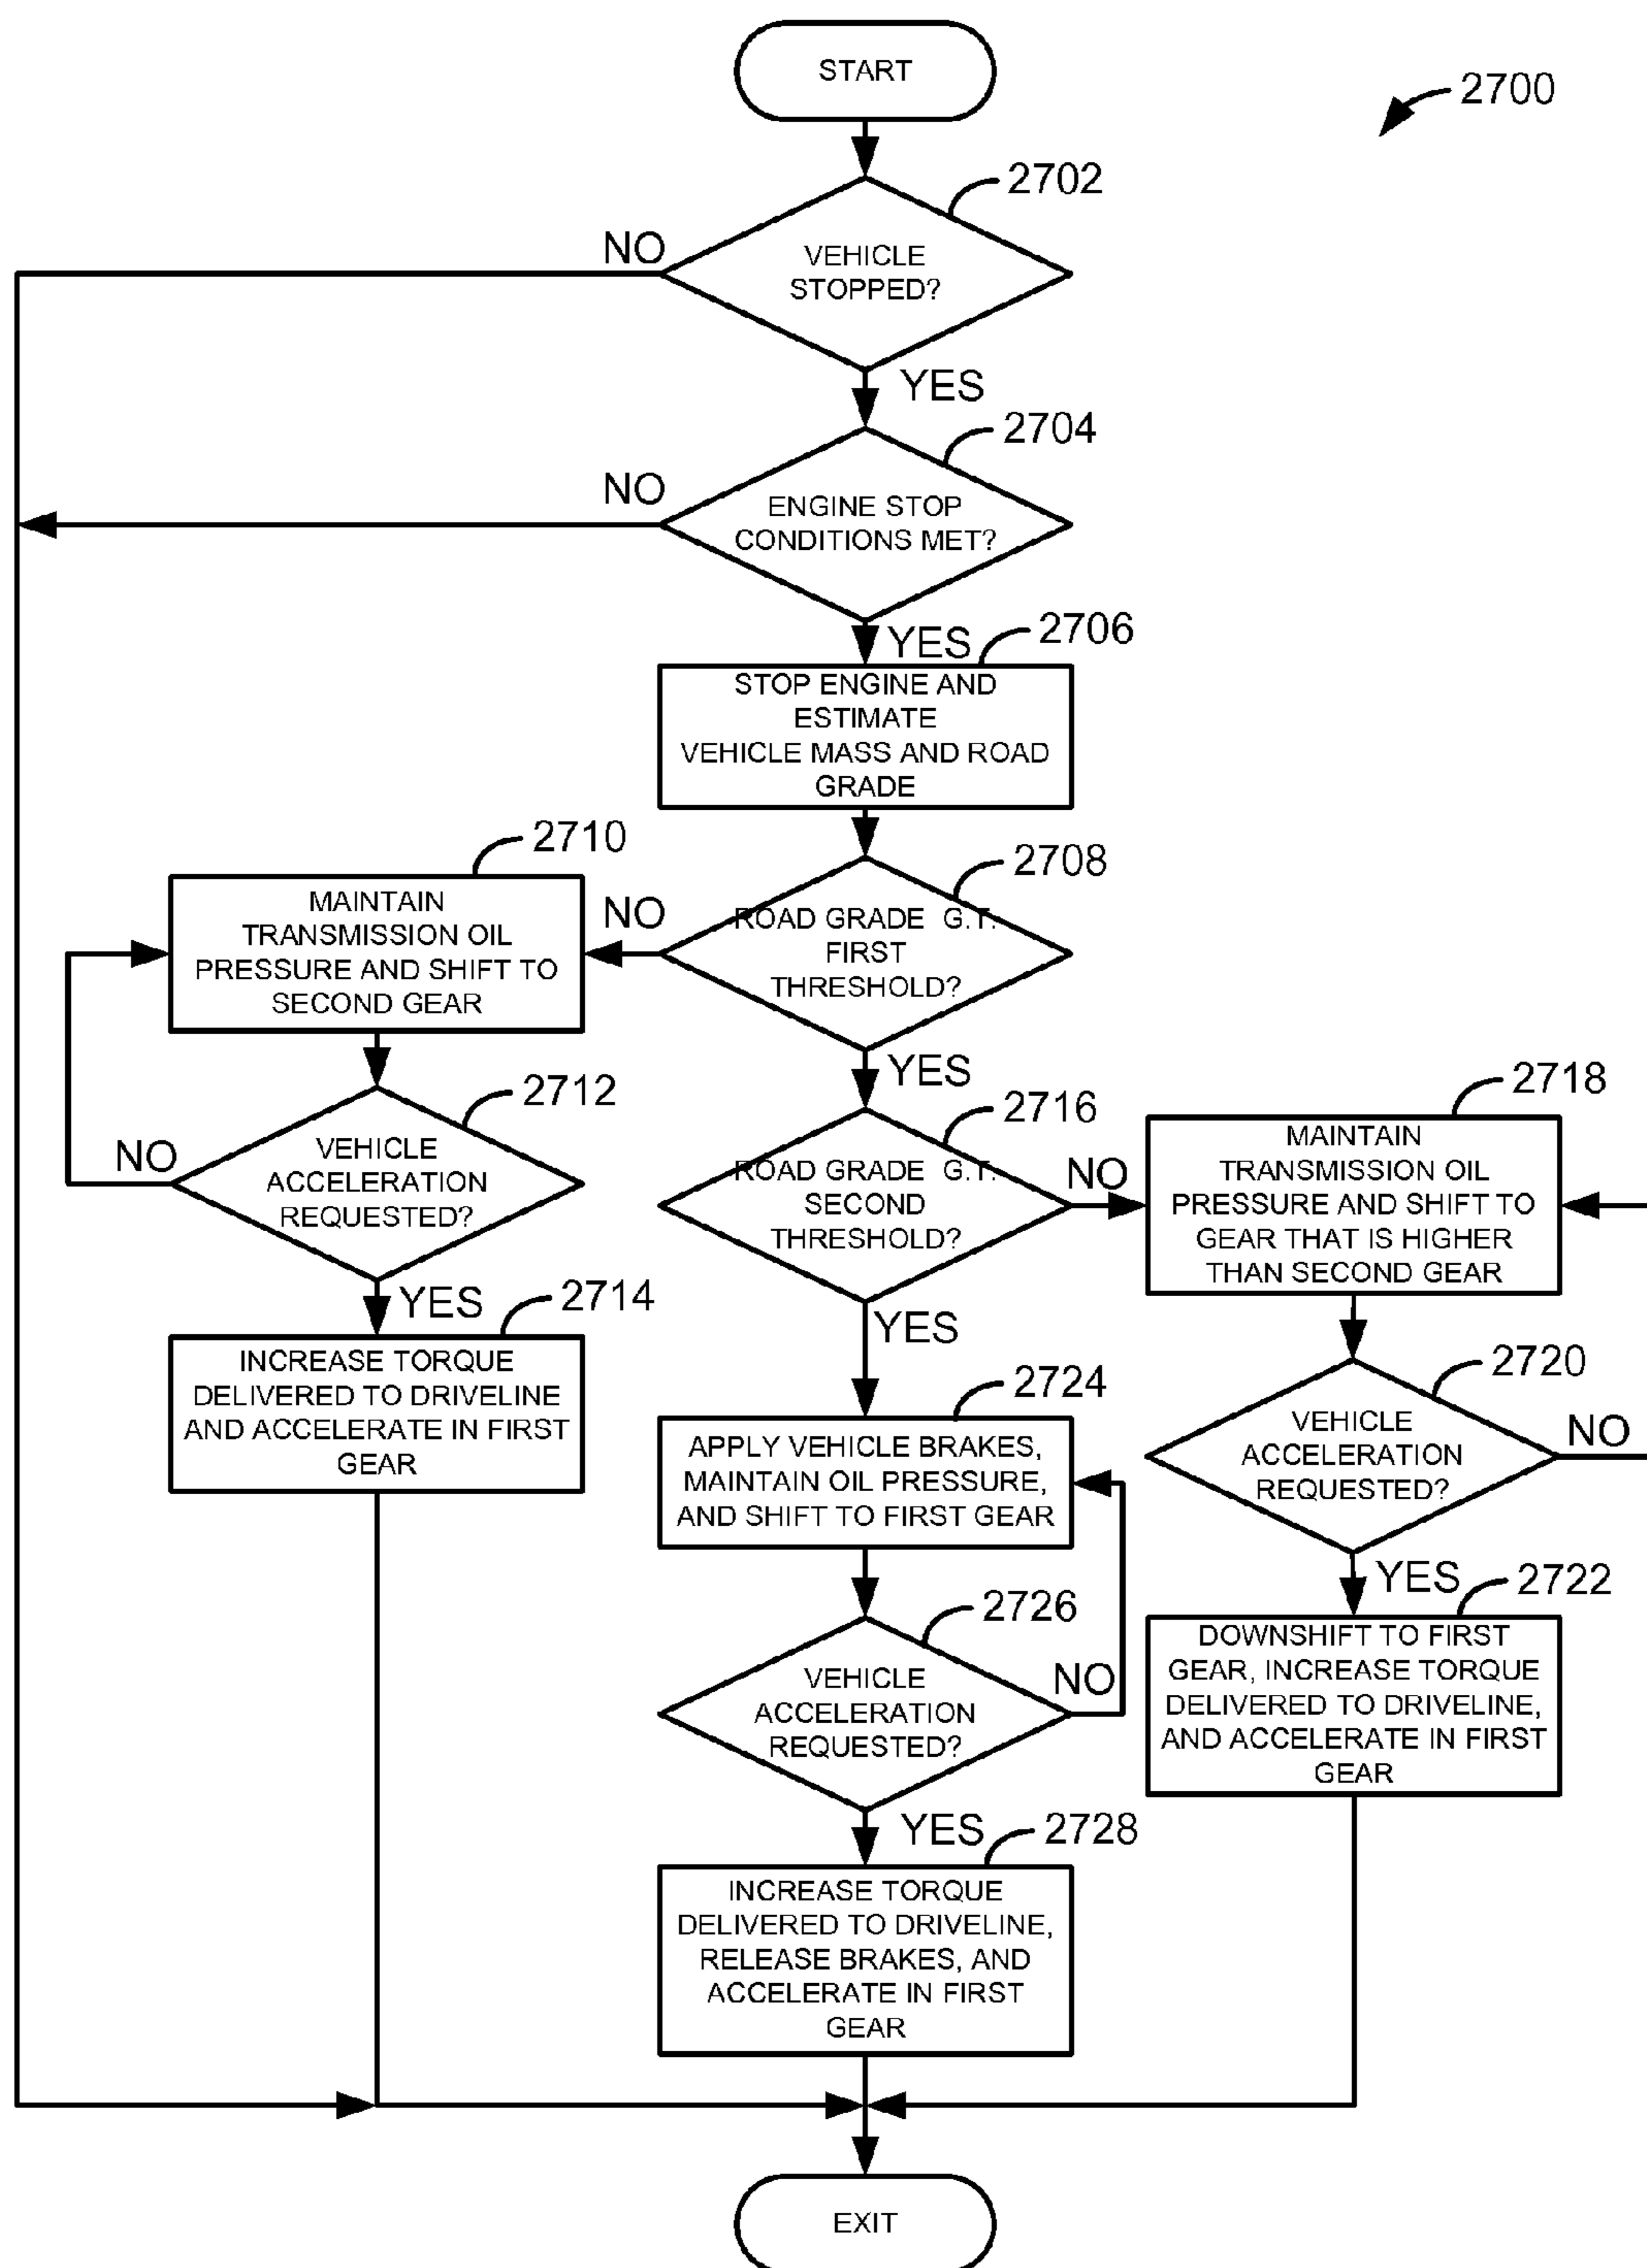 START
2700
2702
NO
VEHICLE
STOPPED?
YES
2704
NO
ENGINE STOP
CONDITIONS MET?
YES
2706
STOP ENGINE AND
ESTIMATE
VEHICLE MASS AND ROAD
GRADE
2710
2708
MAINTAIN
TRANSMISSION OIL
PRESSURE AND SHIFT TO
SECOND GEAR
NO
ROAD GRADE G.T.
FIRST
THRESHOLD?
YES
2712
NO
VEHICLE
ACCELERATION
REQUESTED?
YES
2714
INCREASE TORQUE
DELIVERED TO DRIVELINE
AND ACCELERATE IN FIRST
GEAR
2716
ROAD GRADE G.T.
SECOND
THRESHOLD?
NO
YES
2718
MAINTAIN
TRANSMISSION OIL
PRESSURE AND SHIFT TO
GEAR THAT IS HIGHER
THAN SECOND GEAR
2720
VEHICLE
ACCELERATION
REQUESTED?
NO
YES
2722
DOWNSHIFT TO FIRST
GEAR, INCREASE TORQUE
DELIVERED TO DRIVELINE,
AND ACCELERATE IN FIRST
GEAR
2724
APPLY VEHICLE BRAKES,
MAINTAIN OIL PRESSURE,
AND SHIFT TO FIRST GEAR
2726
VEHICLE
ACCELERATION
REQUESTED?
NO
YES
2728
INCREASE TORQUE
DELIVERED TO DRIVELINE,
RELEASE BRAKES, AND
ACCELERATE IN FIRST
GEAR
EXIT